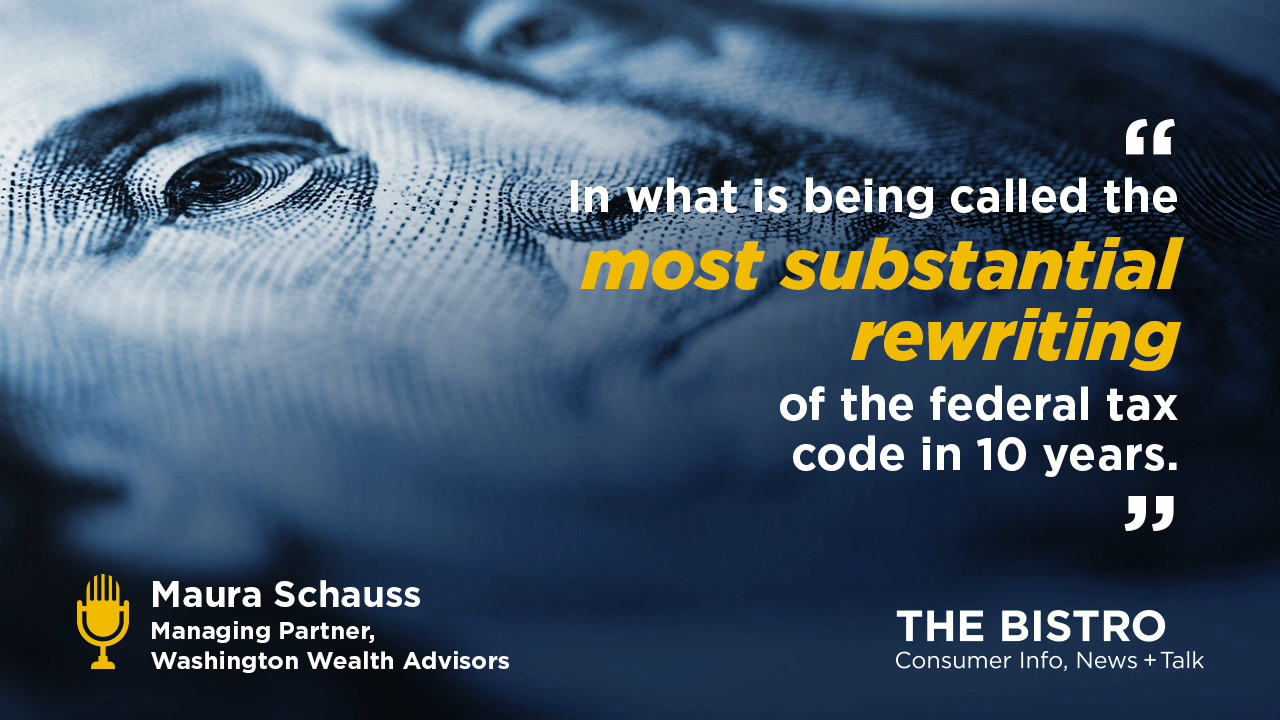 “
In what is being called the
most substantial
rewriting
of the federal tax
code in 10 years.
”
Maura Schauss
Managing Partner,
Washington Wealth Advisors
THE BISTRO
Consumer Info, News + Talk